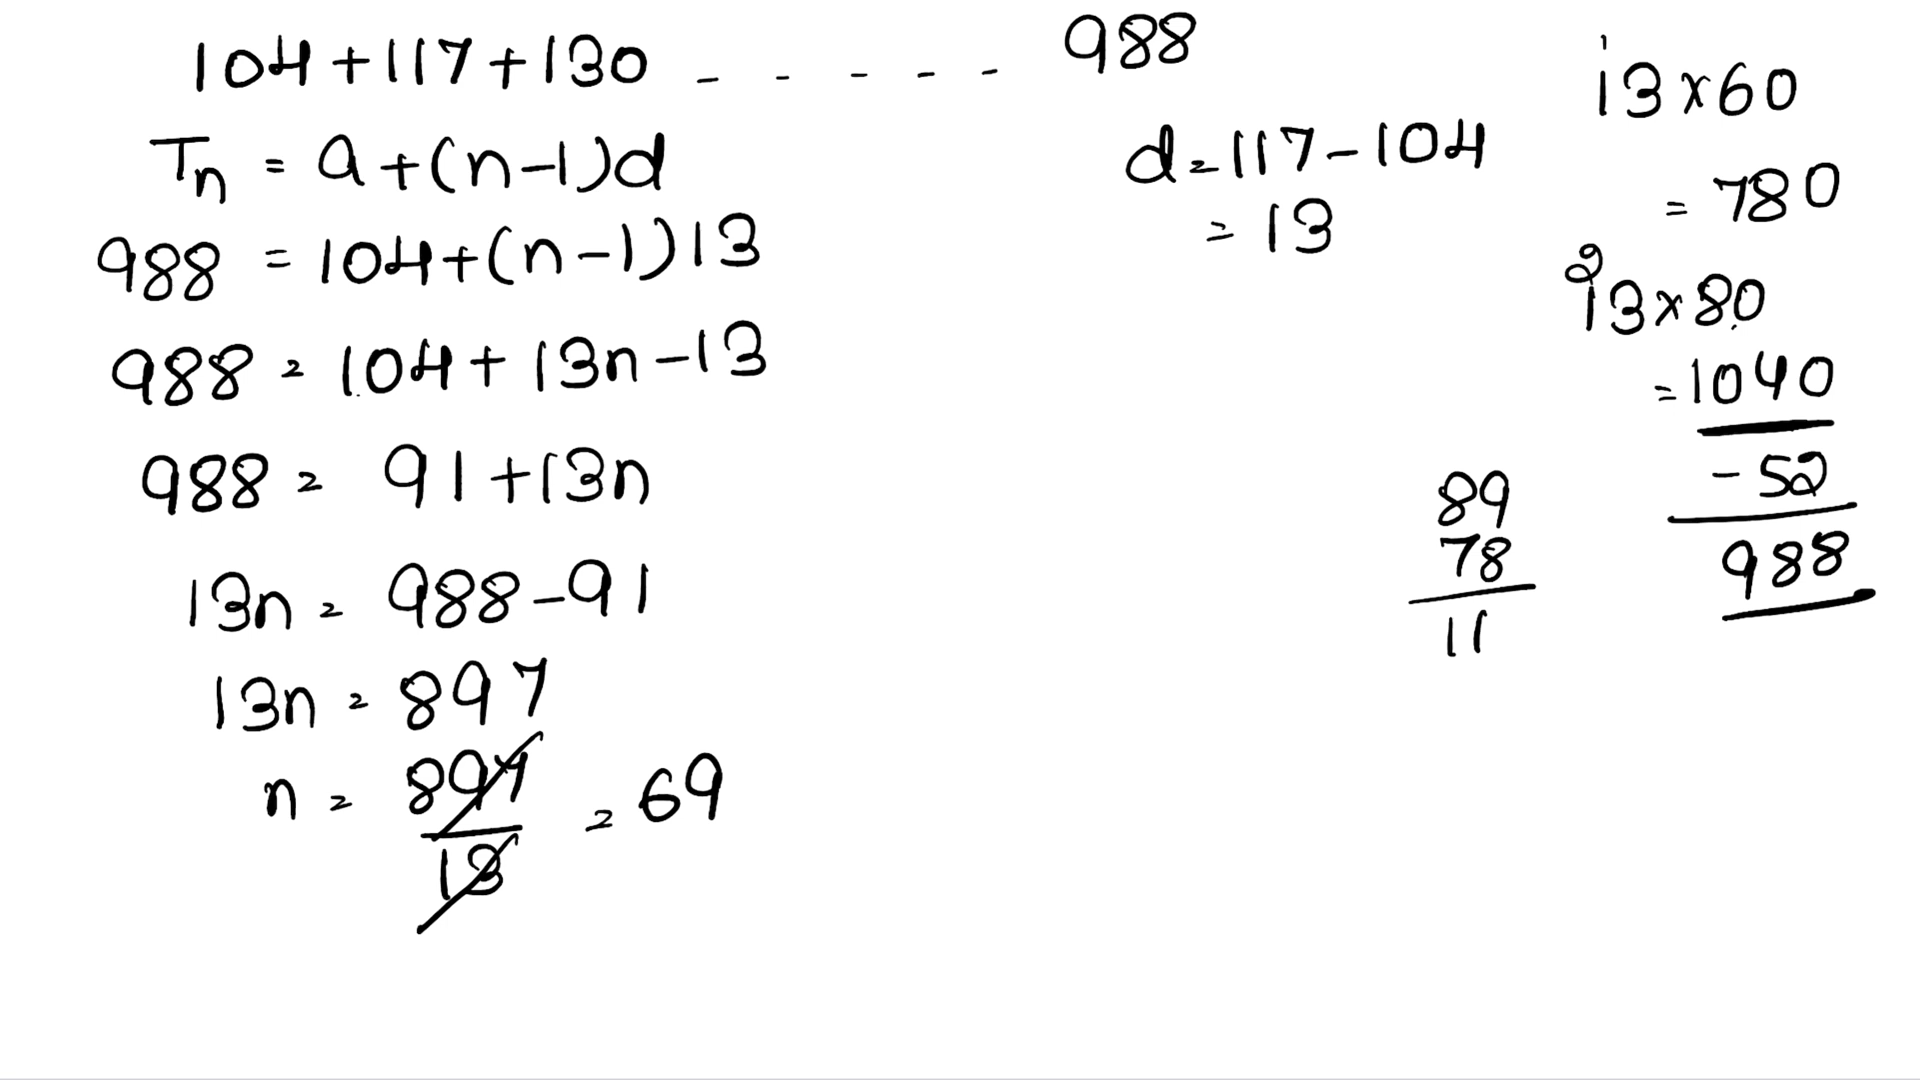 104+117+130 - - - - - 988
Tn = a+(n-1)d
988 = 104+(n-1)13
988 = 104+13n-13
988 = 91+13n
13n = 988-91
13n = 897
n = 897/13 = 69
d=117-104
= 13
89
78
11
1
13×60
= 780
2
13×80
=1040
-52
988